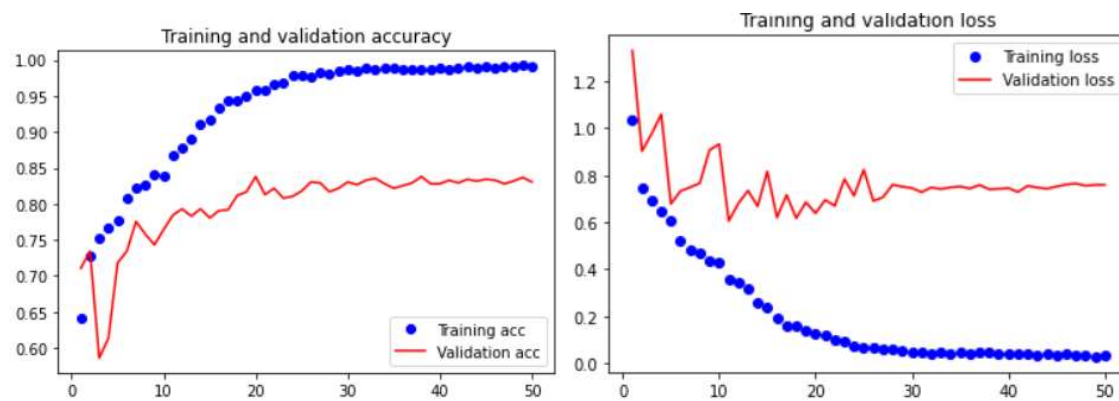 Training and validation accuracy
1.00
0.95
0.90
0.85
0.80
0.75
0.70
0.65
0.60
Training acc
Validation acc
0 10 20 30 40 50
Training and validation loss
Training loss
Validation loss
1.2
1.0
0.8
0.6
0.4
0.2
0.0
0 10 20 30 40 50